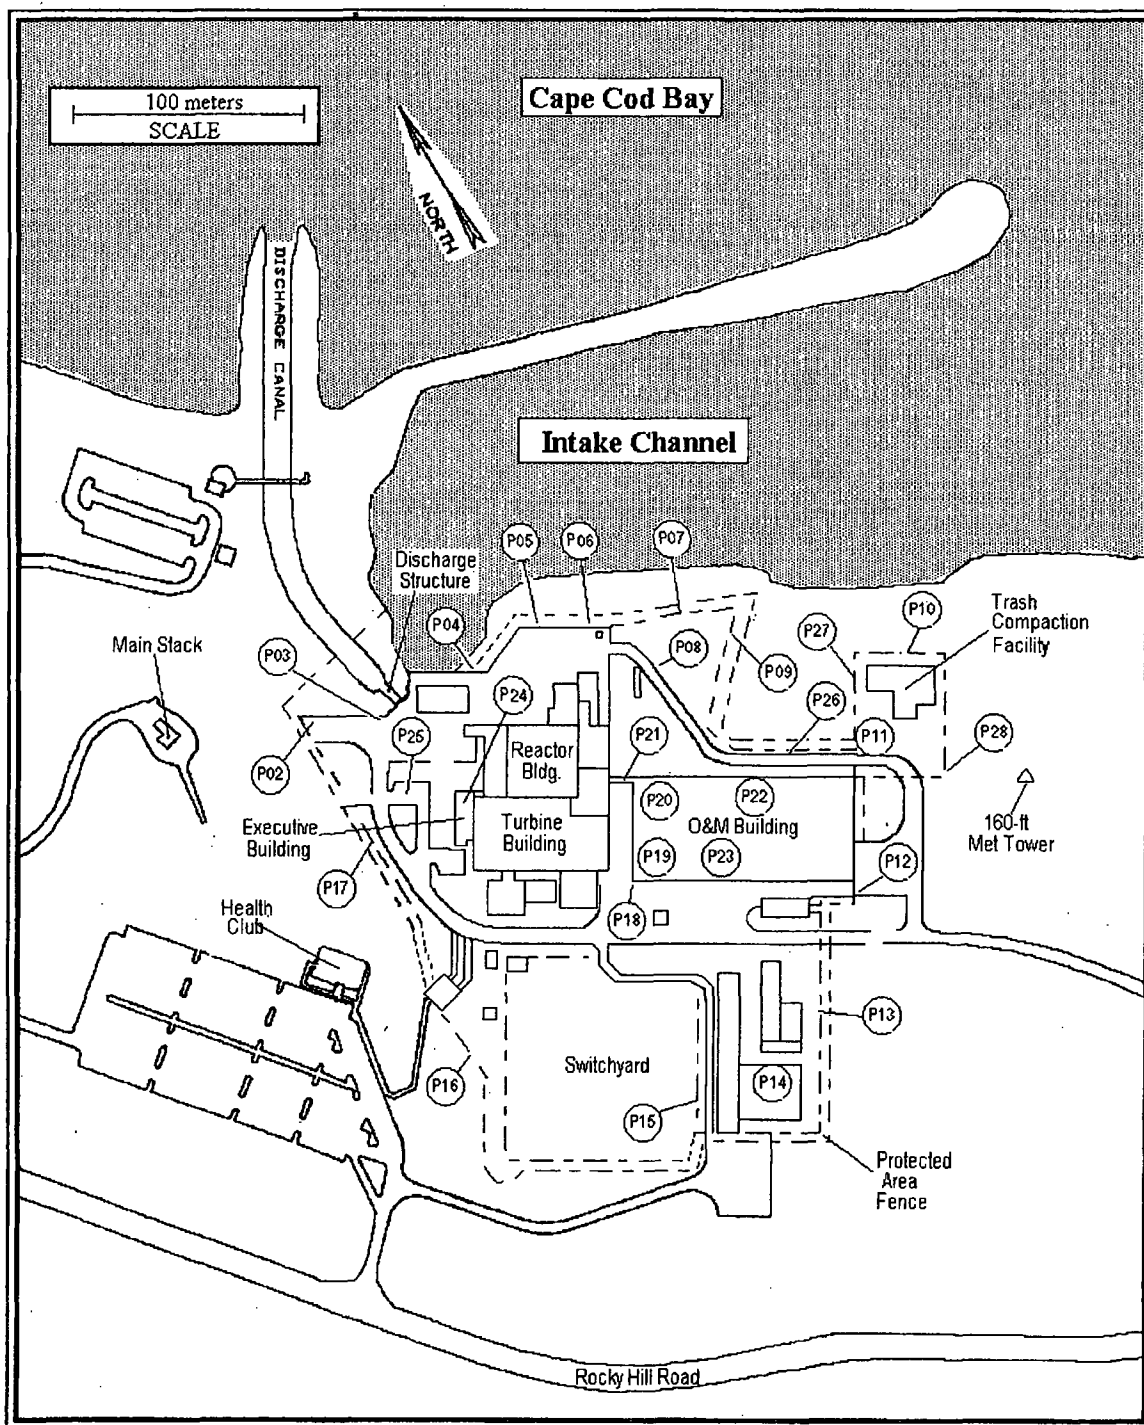 100 meters
SCALE
Cape Cod Bay
NORTH
DISCHARGE CANAL
Intake Channel
P05
P06
P07
Discharge
Structure
P04
P10
Trash
Compaction
Facility
Main Stack
P03
P08
P27
P09
P24
P26
P25
P21
P11
P28
Reactor
Bldg.
P02
P20
P22
Executive
Building
Turbine
Building
O&M Building
160-ft
Met Tower
P19
P23
P12
P17
Health
Club
P18
P13
Switchyard
P16
P14
P15
Protected
Area
Fence
Rocky Hill Road